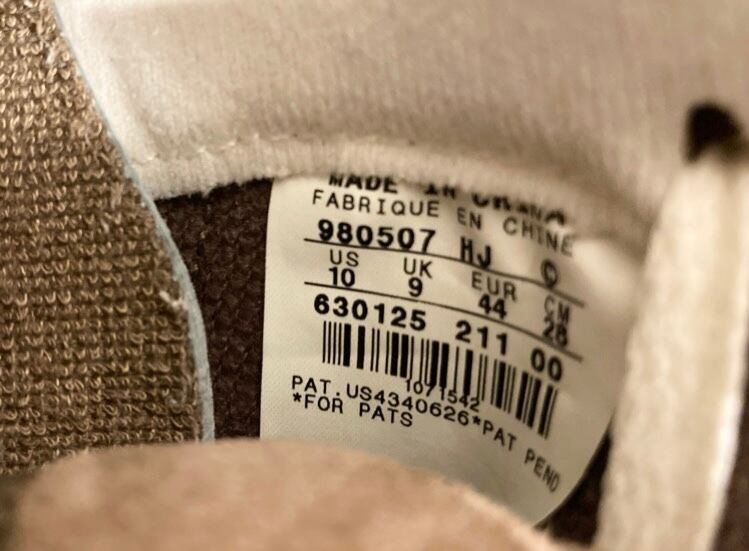 MADE IN CHINA
FABRIQUE EN CHINE
980507 HJ C
US UK EUR CM
10 9 44 28
630125 211 00
1071542
PAT.US4340626*PAT PEND
*FOR PATS